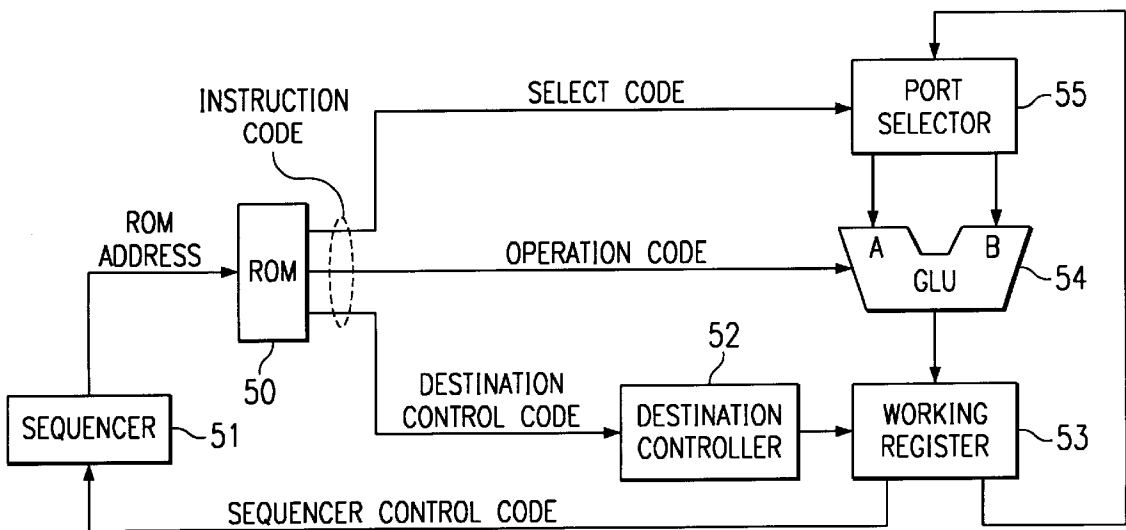 INSTRUCTION
CODE
SELECT CODE
PORT
SELECTOR
55
ROM
ADDRESS
ROM
50
OPERATION CODE
A
B
GLU
54
SEQUENCER
51
DESTINATION
CONTROL CODE
52
DESTINATION
CONTROLLER
WORKING
REGISTER
53
SEQUENCER CONTROL CODE